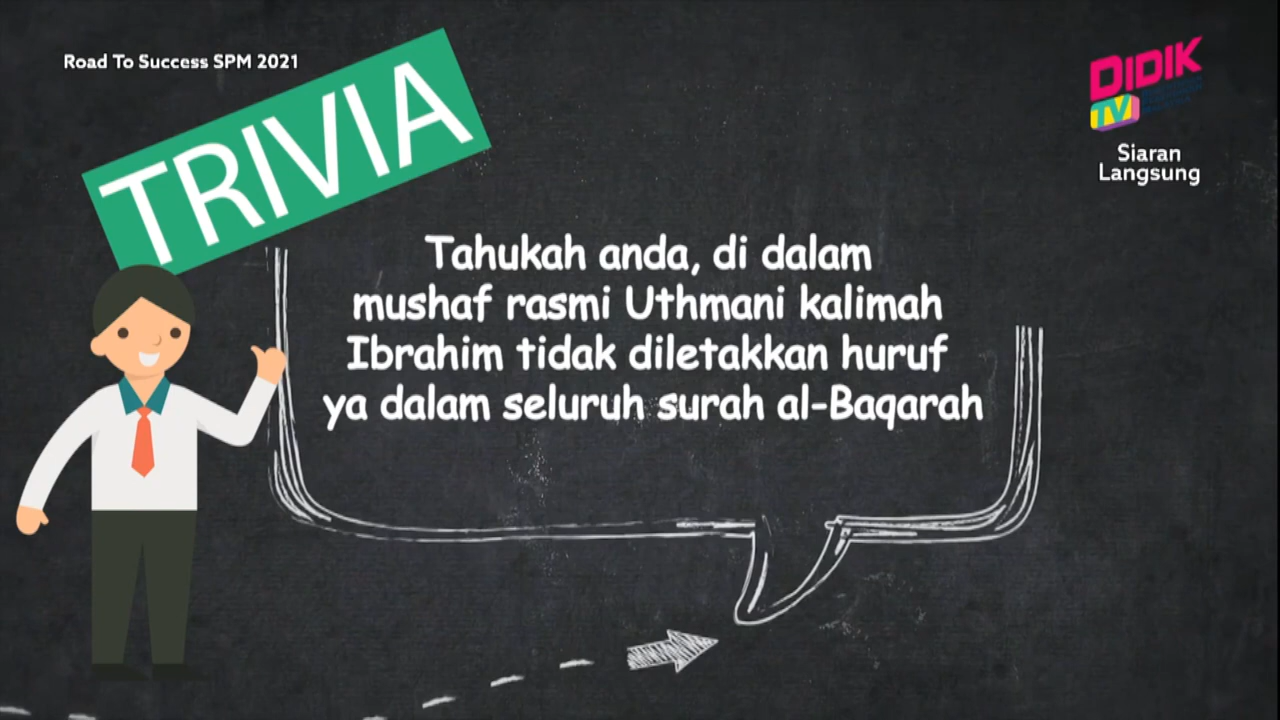 Road To Success SPM 2021
TRIVIA
DIDIK
TV
Siaran
Langsung
Tahukah anda, di dalam
mushaf rasmi Uthmani kalimah
Ibrahim tidak diletakkan huruf
ya dalam seluruh surah al-Baqarah